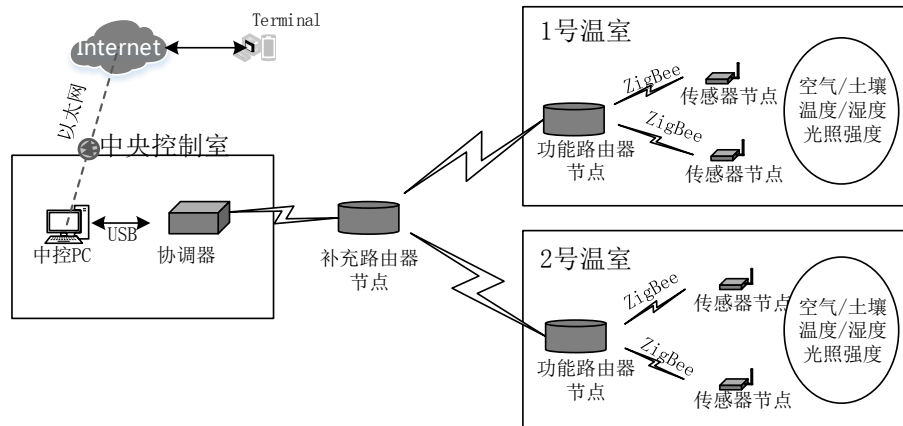 Terminal
Internet
以太网
中央控制室
中控PC
USB
协调器
补充路由器
节点
1号温室
ZigBee
传感器节点
ZigBee
传感器节点
功能路由器
节点
空气/土壤
温度/湿度
光照强度
2号温室
ZigBee
传感器节点
ZigBee
传感器节点
功能路由器
节点
空气/土壤
温度/湿度
光照强度